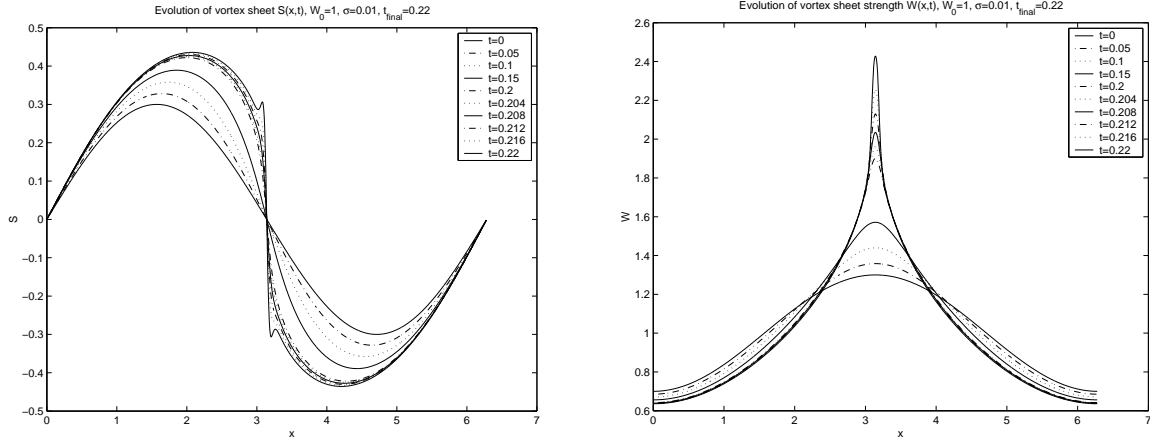 Evolution of vortex sheet S(x,t), W_0=1, σ=0.01, t_final=0.22
0.5
0.4
0.3
0.2
0.1
0
−0.1
−0.2
−0.3
−0.4
−0.5
S
0 1 2 3 4 5 6 7
x
t=0
t=0.05
t=0.1
t=0.15
t=0.2
t=0.204
t=0.208
t=0.212
t=0.216
t=0.22
Evolution of vortex sheet strength W(x,t), W_0=1, σ=0.01, t_final=0.22
2.6
2.4
2.2
2
1.8
1.6
1.4
1.2
1
0.8
0.6
W
0 1 2 3 4 5 6 7
x
t=0
t=0.05
t=0.1
t=0.15
t=0.2
t=0.204
t=0.208
t=0.212
t=0.216
t=0.22